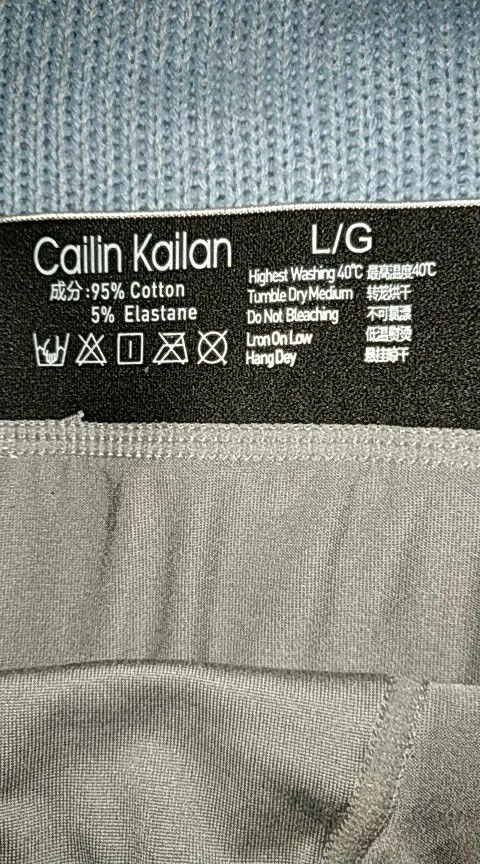 Cailin Kailan
L/G
成分:95% Cotton
5% Elastane
Highest Washing 40℃ 最高温度40℃
Tumble Dry Medium 转笼烘干
Do Not Bleaching 不可氯漂
Lron On Low 低温熨烫
Hang Dey 悬挂晾干